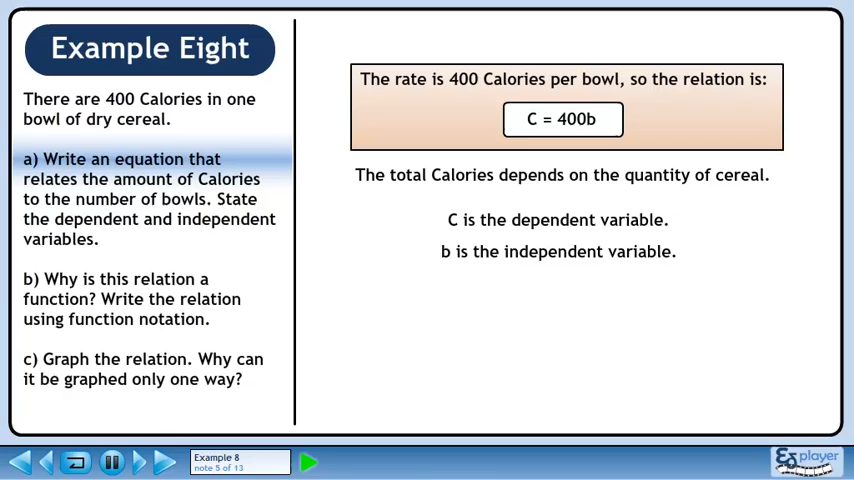 Example Eight
There are 400 Calories in one
bowl of dry cereal.
a) Write an equation that
relates the amount of Calories
to the number of bowls. State
the dependent and independent
variables.
b) Why is this relation a
function? Write the relation
using function notation.
c) Graph the relation. Why can
it be graphed only one way?
The rate is 400 Calories per bowl, so the relation is:
C = 400b
The total Calories depends on the quantity of cereal.
C is the dependent variable.
b is the independent variable.
Example 8
note 5 of 13
player